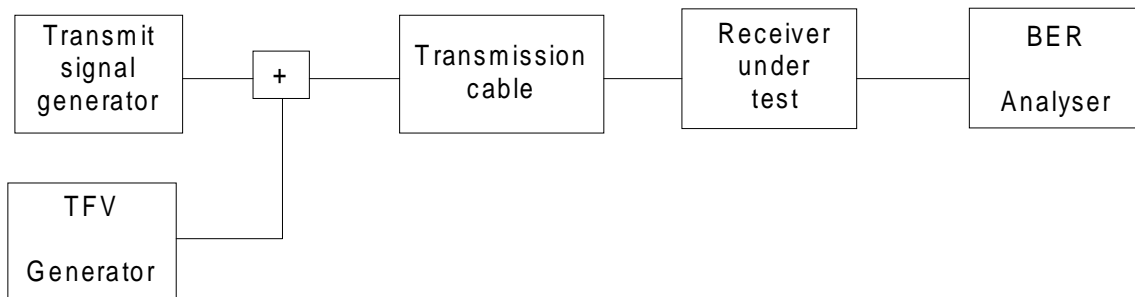 Transmit
signal
generator
+
Transmission
cable
Receiver
under
test
BER
Analyser
TFV
Generator